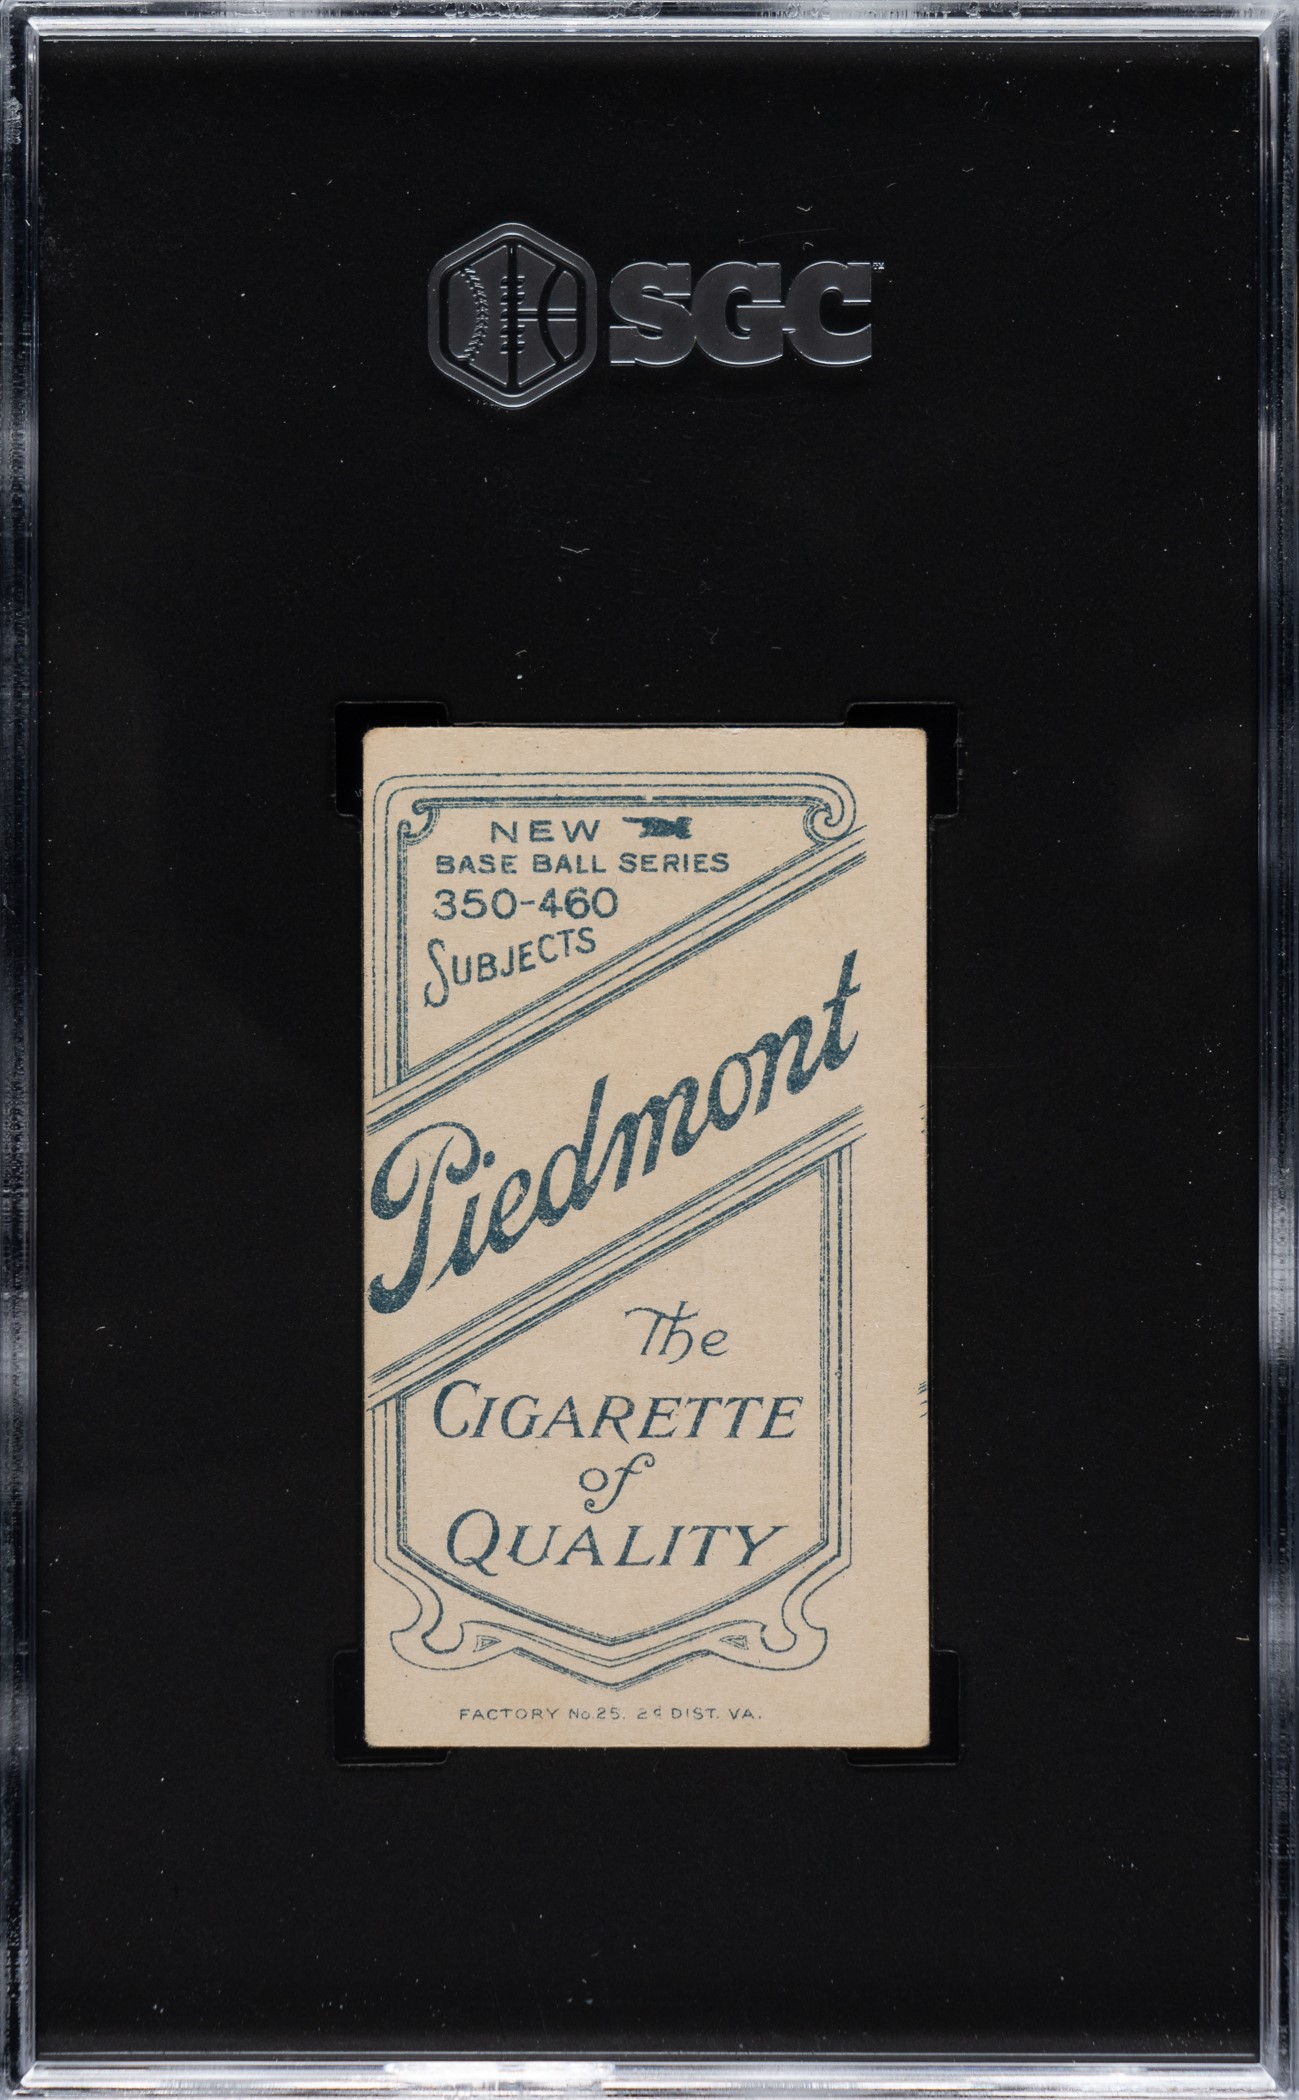 SGC
NEW
BASE BALL SERIES
350-460
SUBJECTS
Piedmont
The
CIGARETTE
of
QUALITY
FACTORY No. 25. 2d DIST. VA.